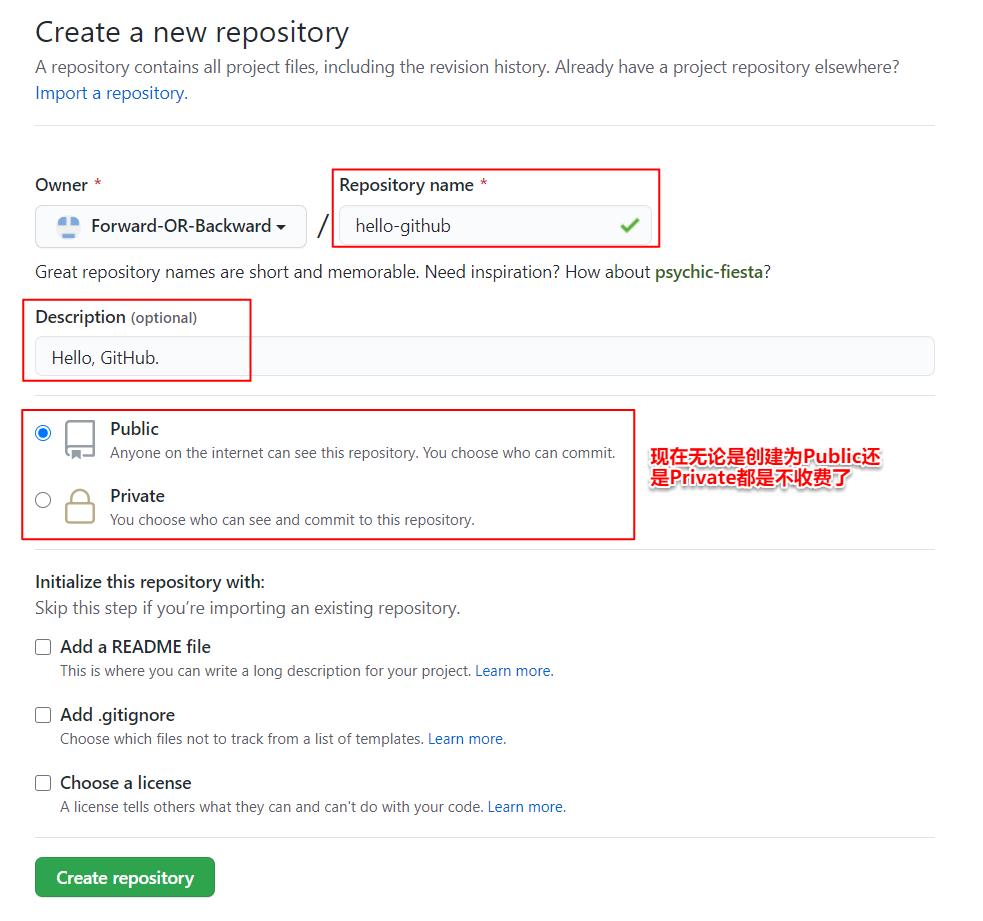 Create a new repository
A repository contains all project files, including the revision history. Already have a project repository elsewhere?
Import a repository.
Owner *
Repository name *
Forward-OR-Backward
/
hello-github
Great repository names are short and memorable. Need inspiration? How about psychic-fiesta?
Description (optional)
Hello, GitHub.
Public
Anyone on the internet can see this repository. You choose who can commit.
Private
You choose who can see and commit to this repository.
现在无论是创建为Public还
是Private都是不收费了
Initialize this repository with:
Skip this step if you’re importing an existing repository.
Add a README file
This is where you can write a long description for your project. Learn more.
Add .gitignore
Choose which files not to track from a list of templates. Learn more.
Choose a license
A license tells others what they can and can't do with your code. Learn more.
Create repository